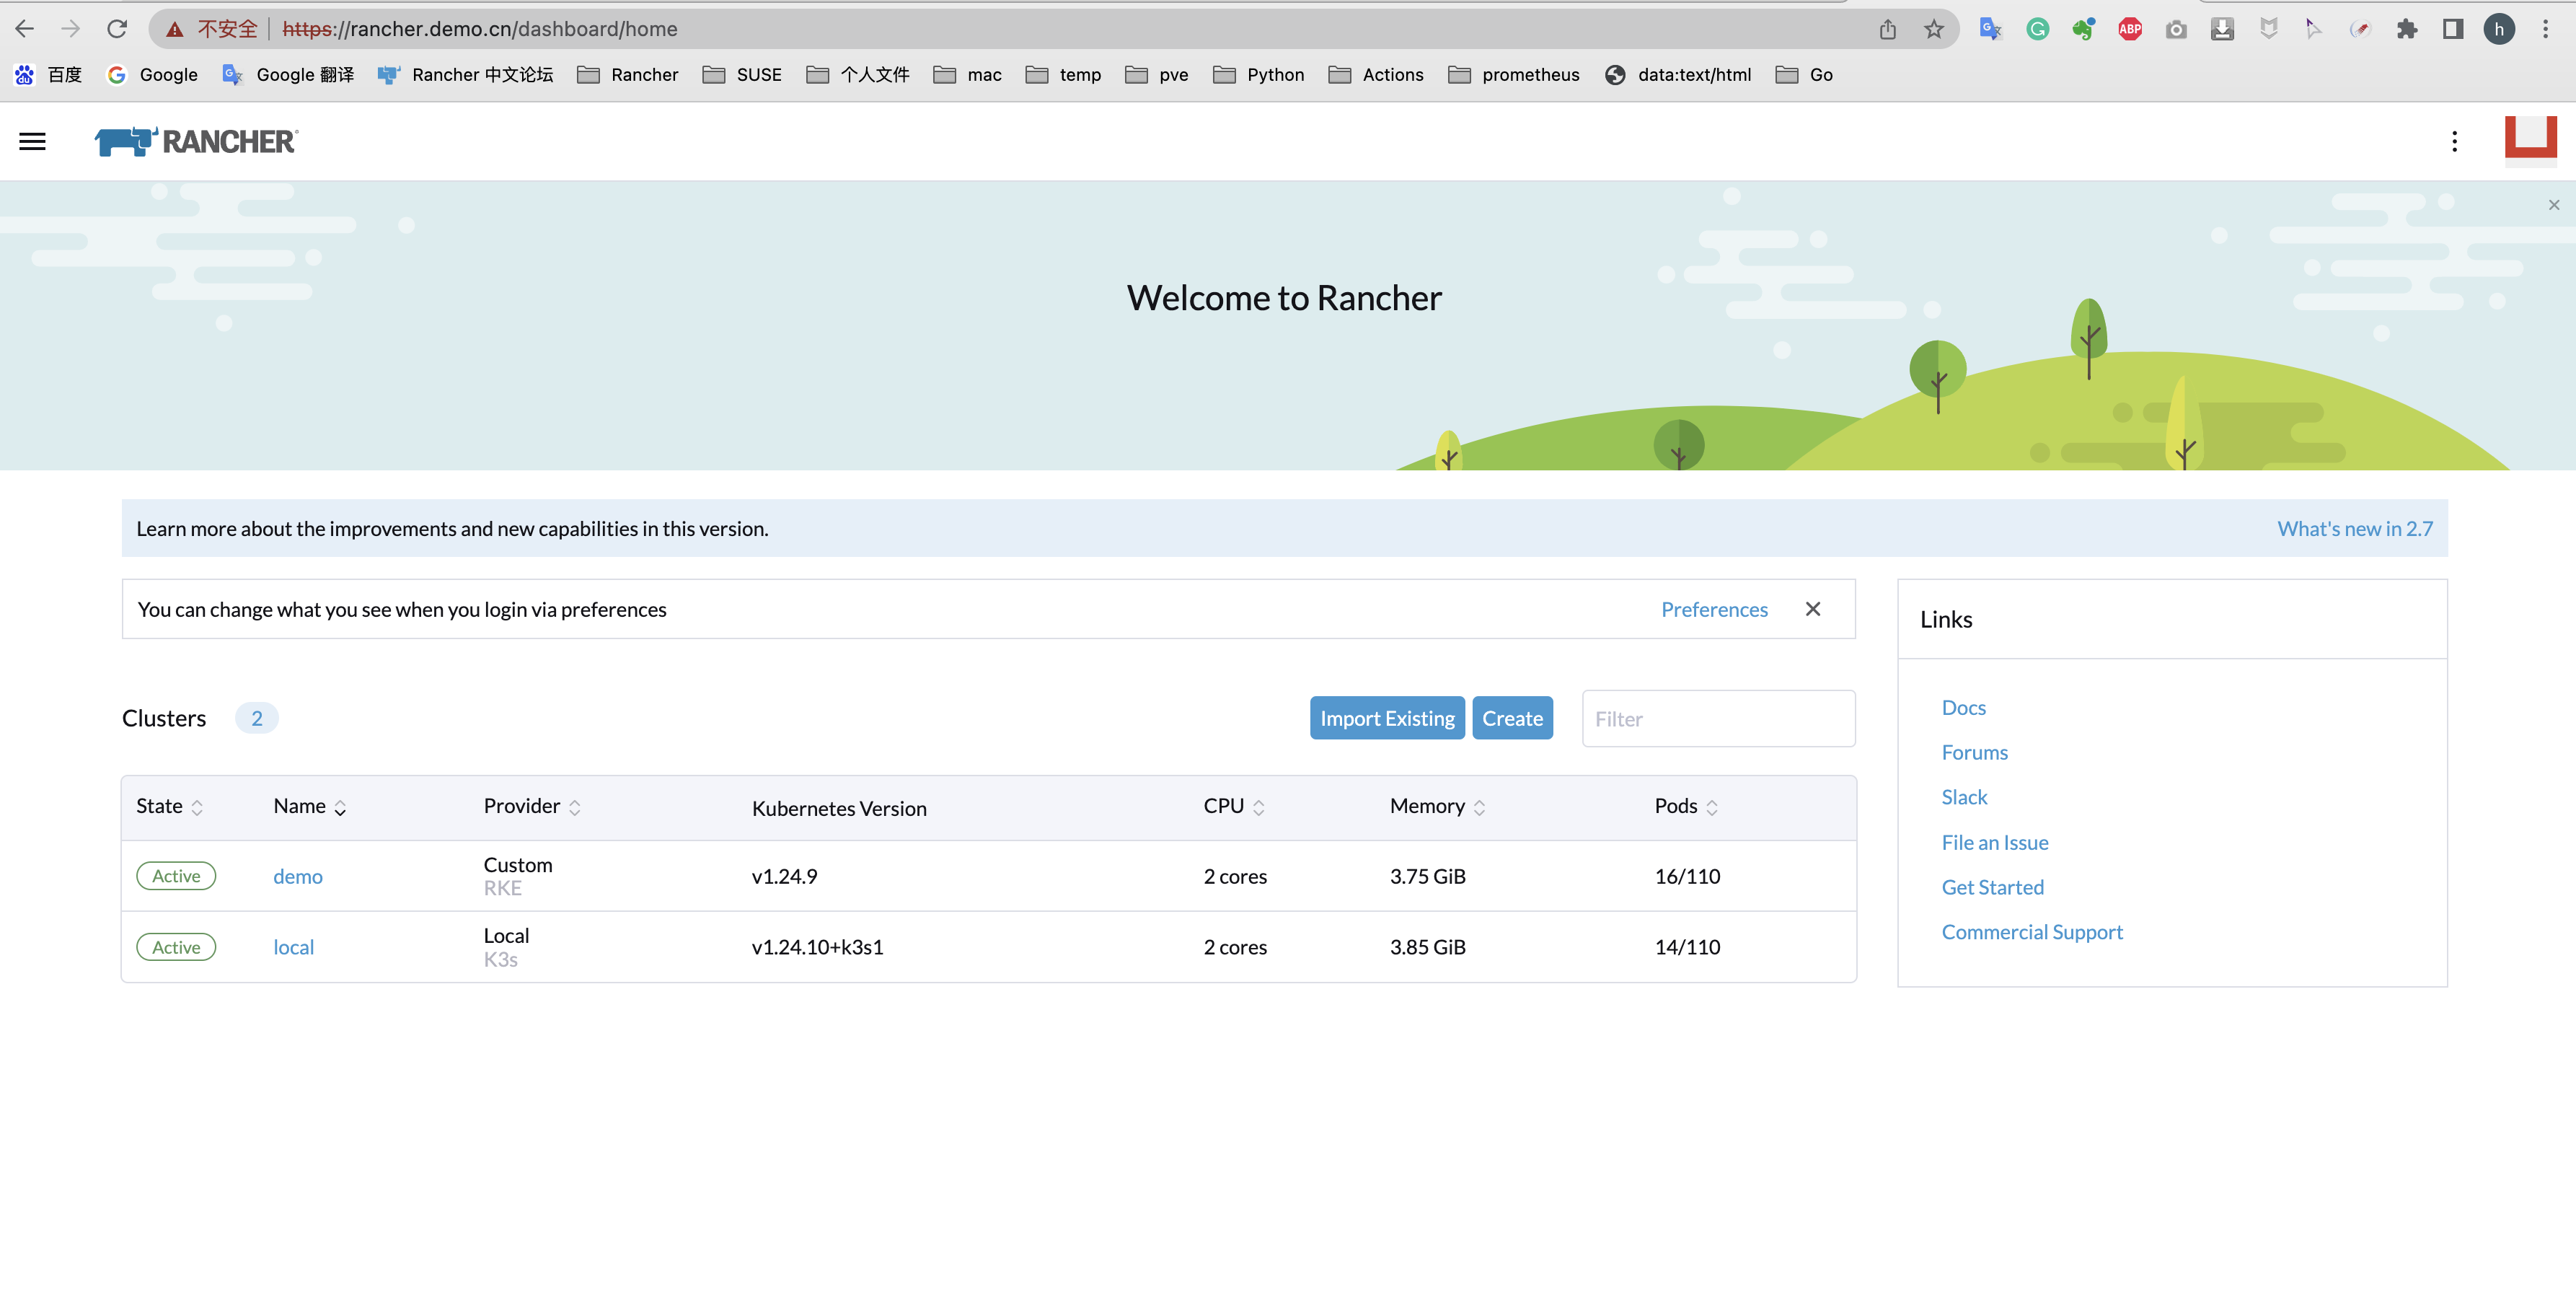 不安全 https://rancher.demo.cn/dashboard/home ABP h
百度 Google Google 翻译 Rancher 中文论坛 Rancher SUSE 个人文件 mac temp pve Python Actions prometheus data:text/html Go
RANCHER
Welcome to Rancher
Learn more about the improvements and new capabilities in this version. What's new in 2.7
You can change what you see when you login via preferences Preferences
Links
Clusters 2 Import Existing Create Filter
Docs
Forums
Slack
File an Issue
Get Started
Commercial Support
State Name Provider Kubernetes Version CPU Memory Pods
Active demo Custom v1.24.9 2 cores 3.75 GiB 16/110
RKE
Active local Local v1.24.10+k3s1 2 cores 3.85 GiB 14/110
K3s